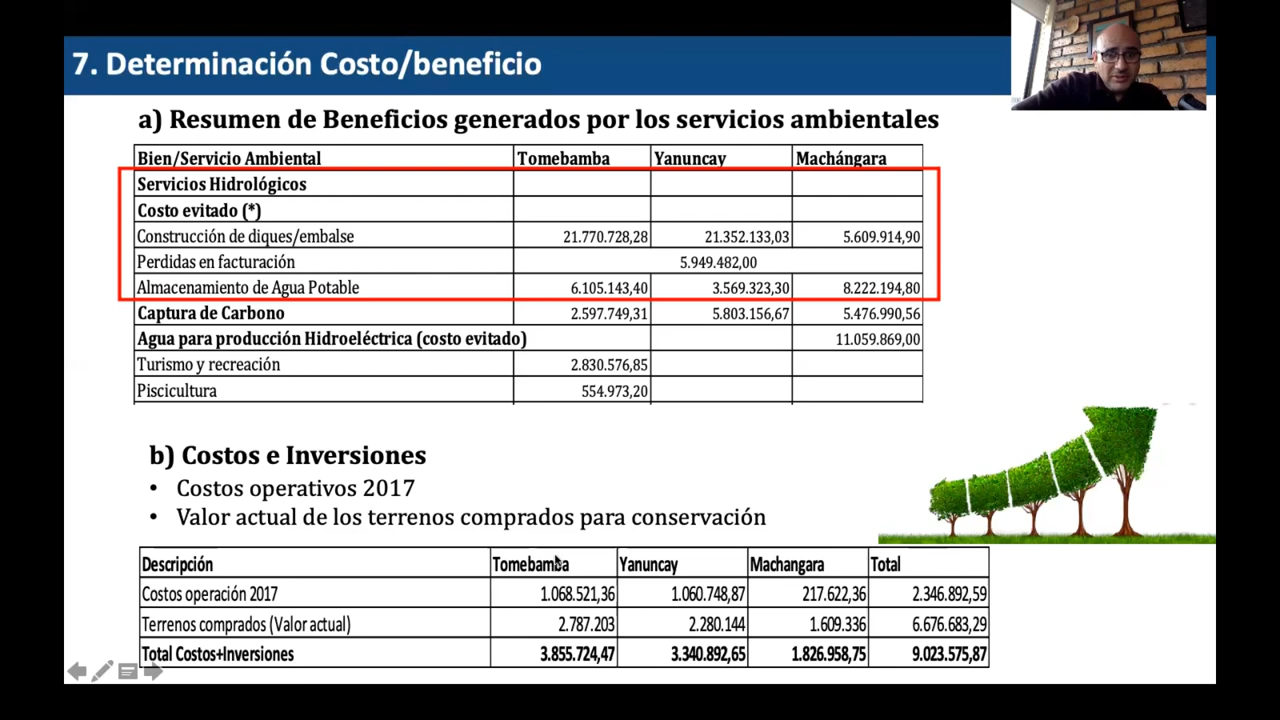 7. Determinación Costo/beneficio
a) Resumen de Beneficios generados por los servicios ambientales
Bien/Servicio Ambiental Tomebamba Yanuncay Machángara
Servicios Hidrológicos
Costo evitado (*)
Construcción de diques/embalse 21.770.728,28 21.352.133,03 5.609.914,90
Perdidas en facturación 5.949.482,00
Almacenamiento de Agua Potable 6.105.143,40 3.569.323,30 8.222.194,80
Captura de Carbono 2.597.749,31 5.803.156,67 5.476.990,56
Agua para producción Hidroeléctrica (costo evitado) 11.059.869,00
Turismo y recreación 2.830.576,85
Piscicultura 554.973,20
b) Costos e Inversiones
• Costos operativos 2017
• Valor actual de los terrenos comprados para conservación
Descripción Tomebamba Yanuncay Machangara Total
Costos operación 2017 1.068.521,36 1.060.748,87 217.622,36 2.346.892,59
Terrenos comprados (Valor actual) 2.787.203 2.280.144 1.609.336 6.676.683,29
Total Costos+Inversiones 3.855.724,47 3.340.892,65 1.826.958,75 9.023.575,87